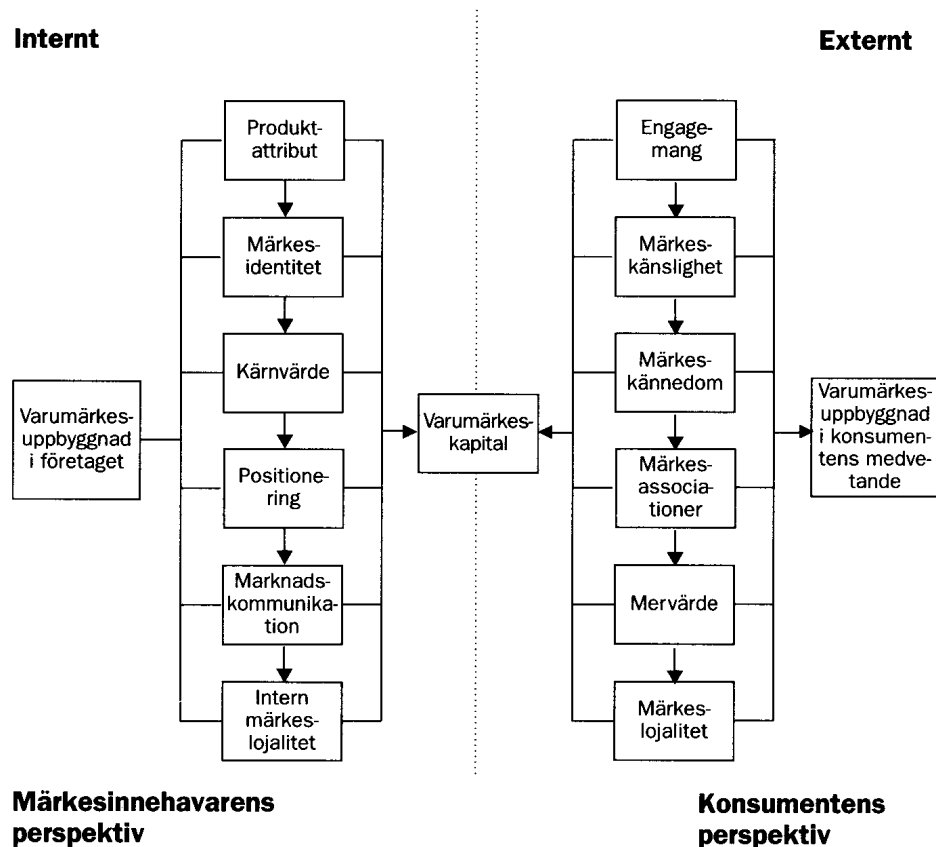 Internt
Externt
Produkt-
attribut
Märkes-
identitet
Kärnvärde
Varumärkes-
uppbyggnad
i företaget
Positione-
ring
Marknads-
kommunika-
tion
Intern
märkes-
lojalitet
Varumärkes-
kapital
Engage-
mang
Märkes-
känslighet
Märkes-
kännedom
Märkes-
associa-
tioner
Mervärde
Märkes-
lojalitet
Varumärkes-
uppbyggnad
i konsumen-
tens medve-
tande
Märkesinnehavarens
perspektiv
Konsumentens
perspektiv